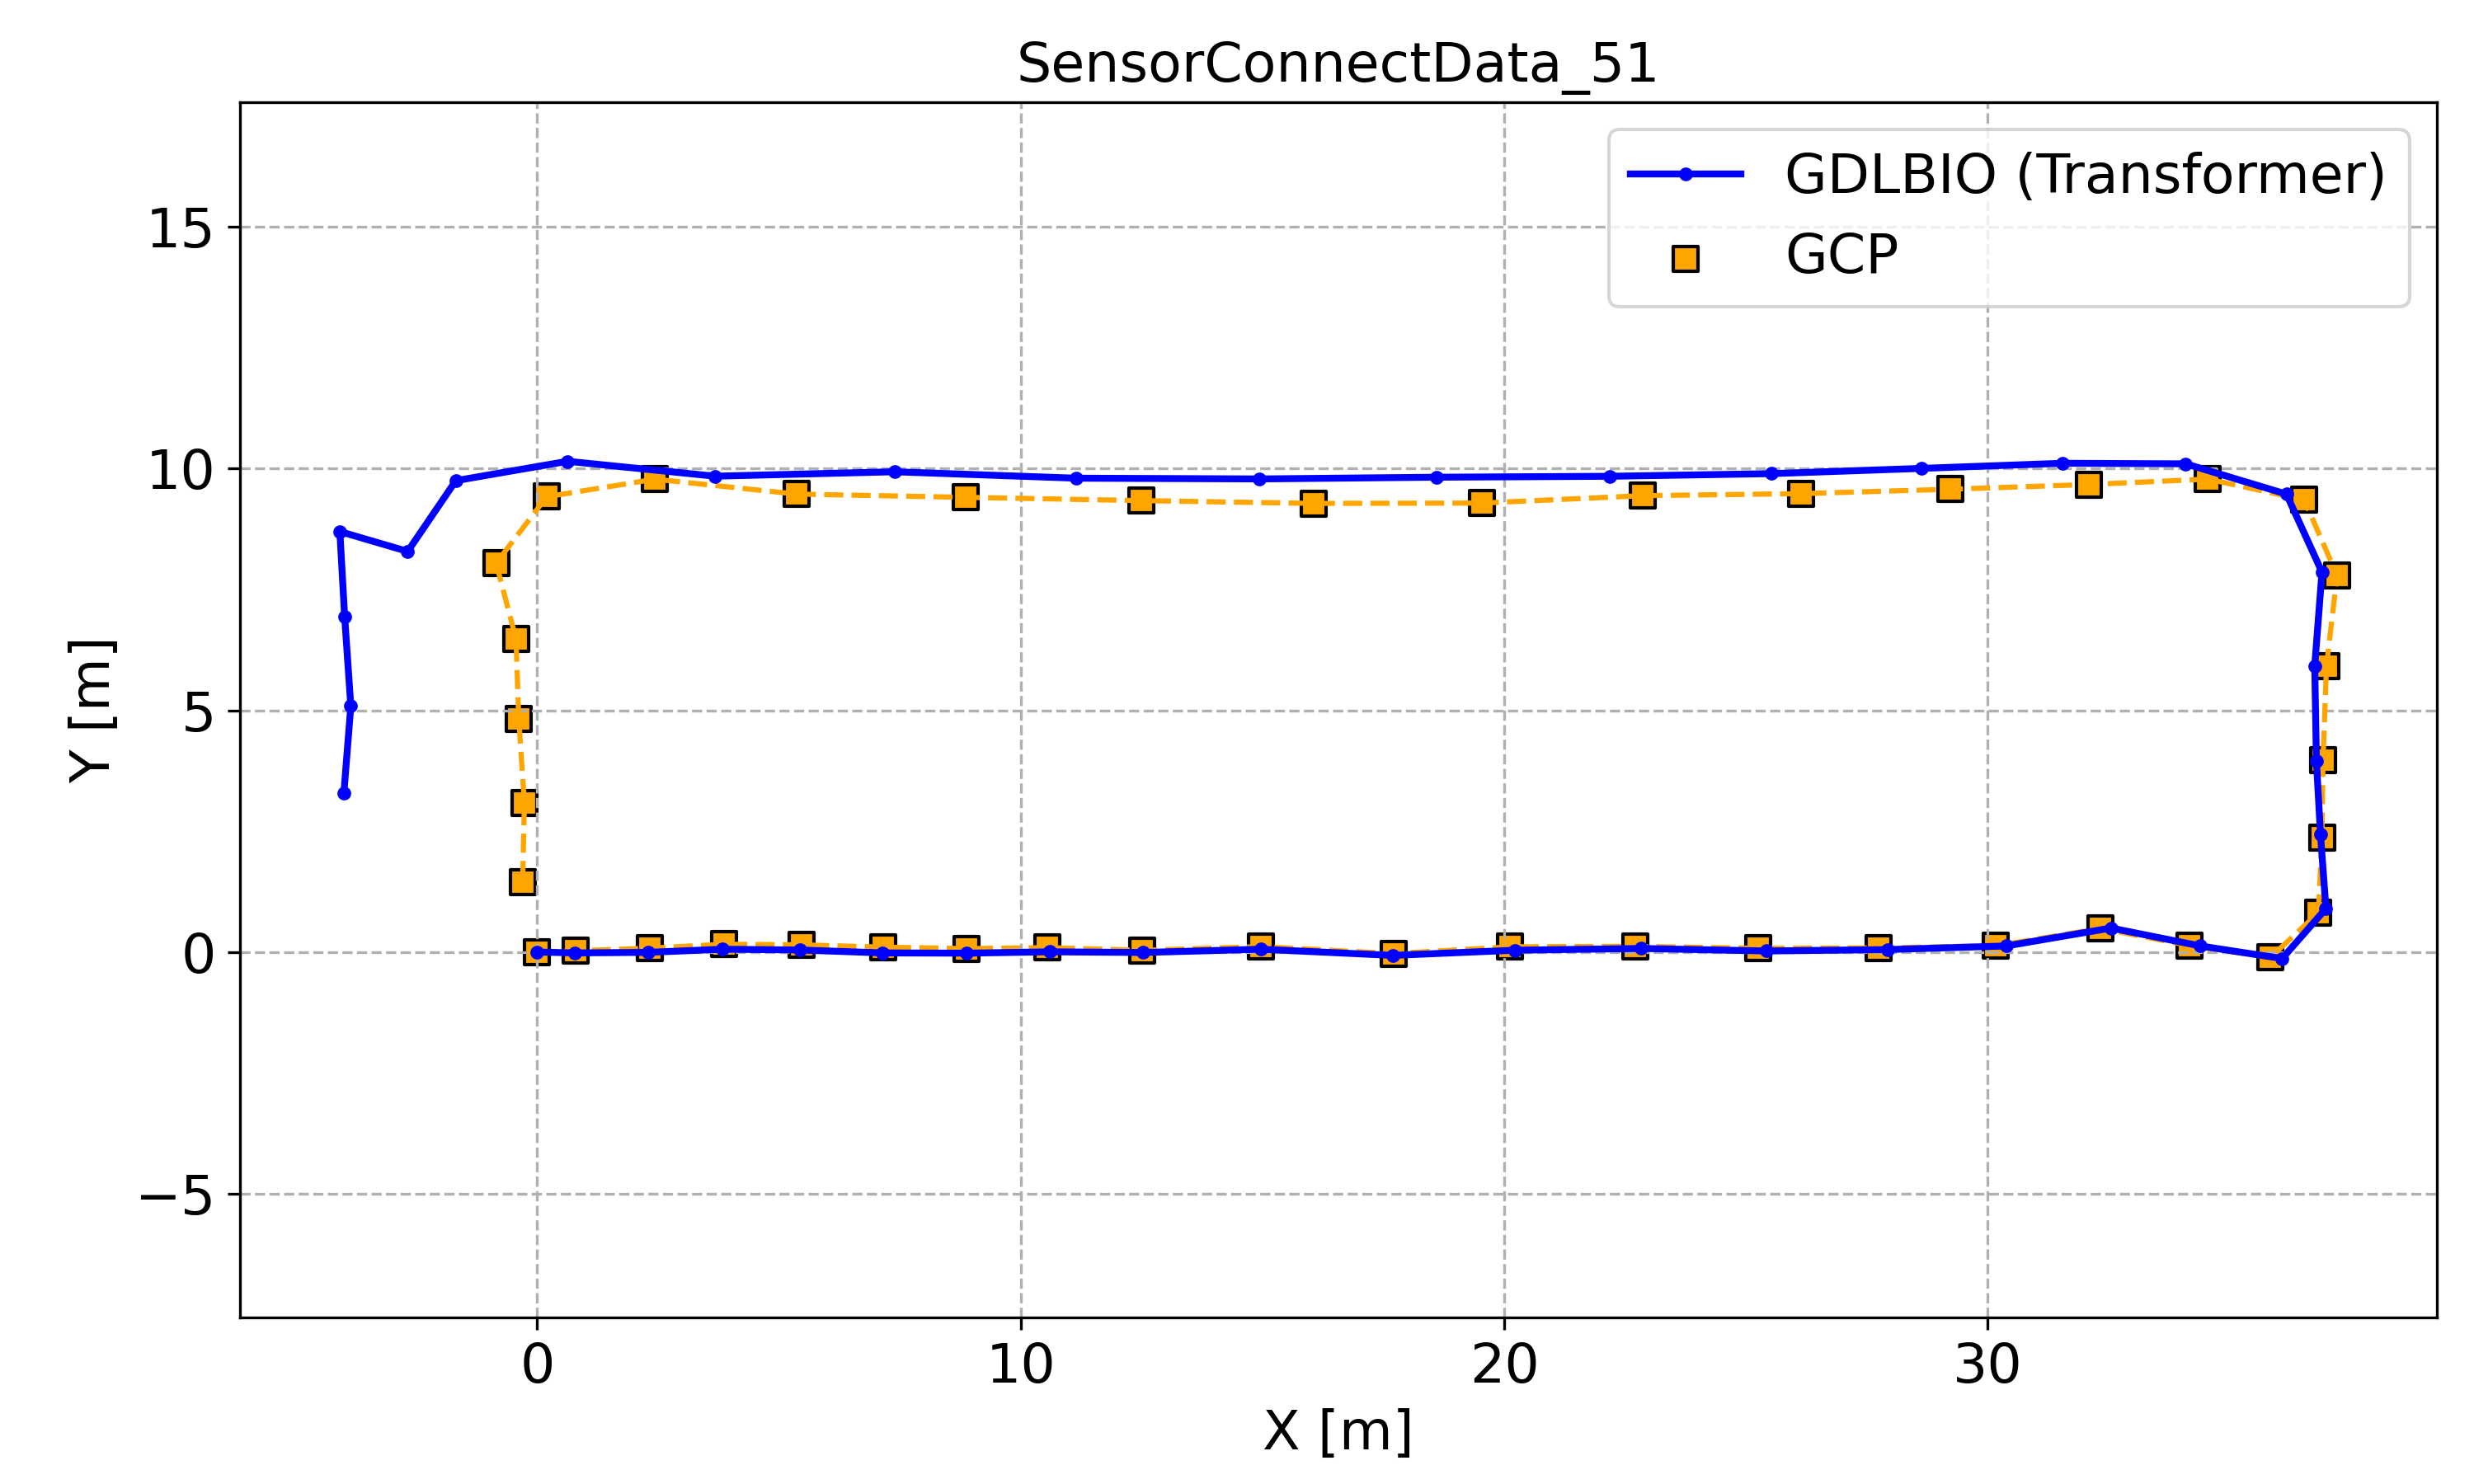 SensorConnectData_51
GDLBIO (Transformer)
GCP
15
10
5
0
−5
Y [m]
0
10
20
30
X [m]